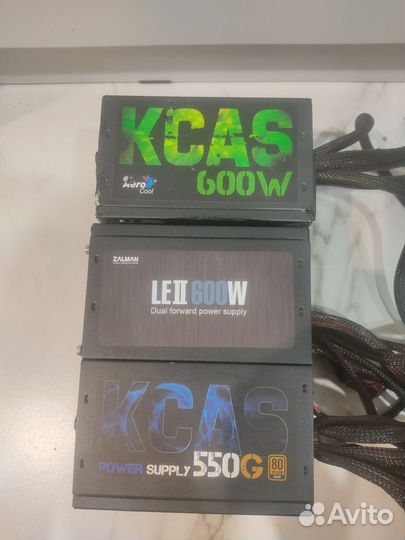 KCAS
Aero
Cool
600W
ZALMAN
LEII 600W
Dual forward power supply
KCAS
POWER SUPPLY 550G
80
Avito